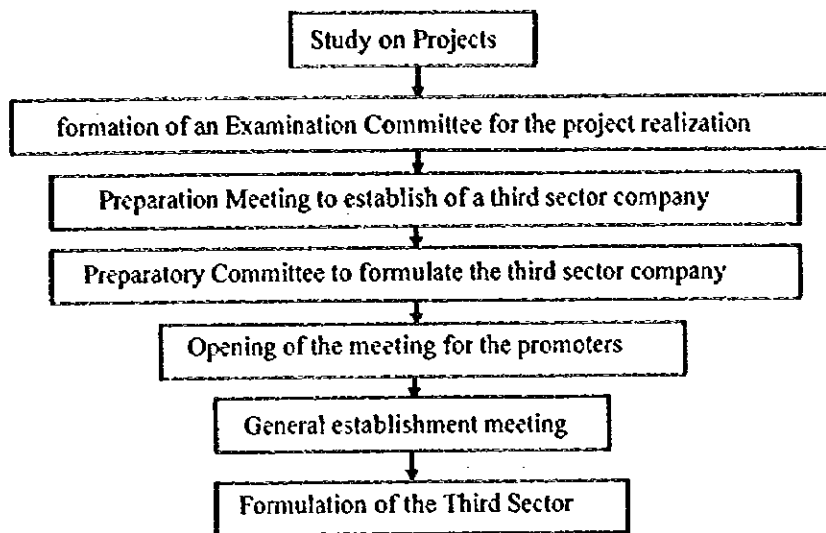 Study on Projects
formation of an Examination Committee for the project realization
Preparation Meeting to establish of a third sector company
Preparatory Committee to formulate the third sector company
Opening of the meeting for the promoters
General establishment meeting
Formulation of the Third Sector